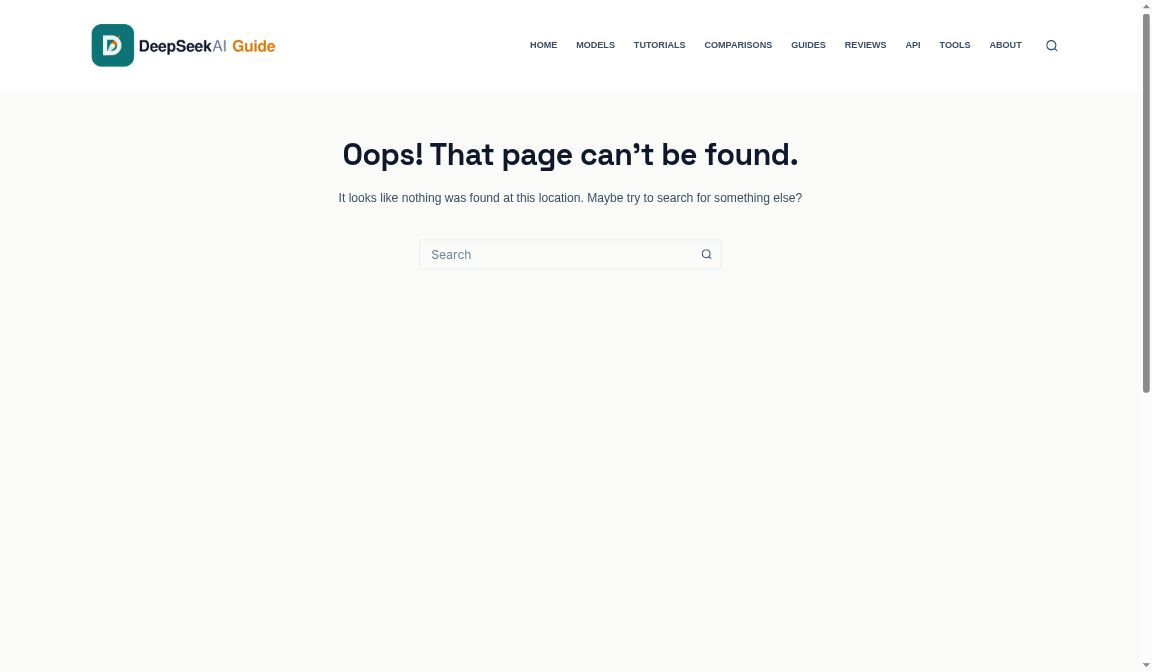 DeepSeekAI Guide
HOME MODELS TUTORIALS COMPARISONS GUIDES REVIEWS API TOOLS ABOUT
Oops! That page can’t be found.
It looks like nothing was found at this location. Maybe try to search for something else?
Search